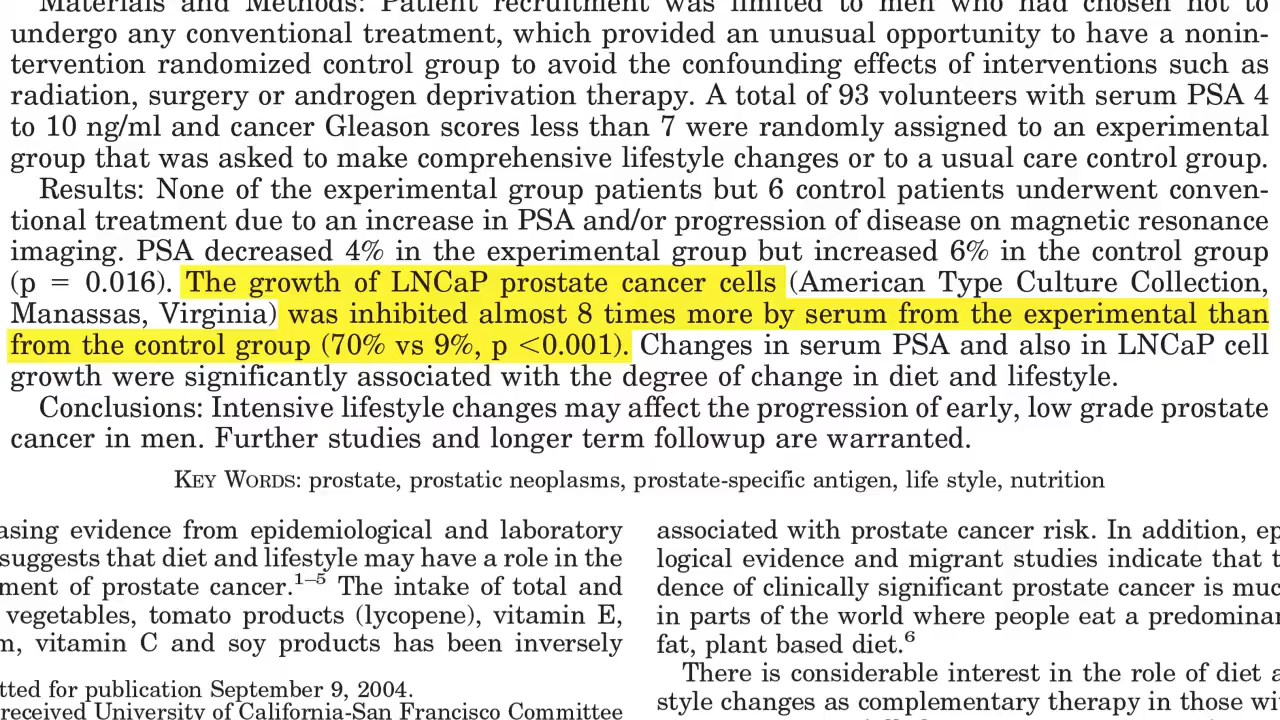 Materials and Methods: Patient recruitment was limited to men who had chosen not to
undergo any conventional treatment, which provided an unusual opportunity to have a nonin-
tervention randomized control group to avoid the confounding effects of interventions such as
radiation, surgery or androgen deprivation therapy. A total of 93 volunteers with serum PSA 4
to 10 ng/ml and cancer Gleason scores less than 7 were randomly assigned to an experimental
group that was asked to make comprehensive lifestyle changes or to a usual care control group.
Results: None of the experimental group patients but 6 control patients underwent conven-
tional treatment due to an increase in PSA and/or progression of disease on magnetic resonance
imaging. PSA decreased 4% in the experimental group but increased 6% in the control group
(p = 0.016). The growth of LNCaP prostate cancer cells (American Type Culture Collection,
Manassas, Virginia) was inhibited almost 8 times more by serum from the experimental than
from the control group (70% vs 9%, p <0.001). Changes in serum PSA and also in LNCaP cell
growth were significantly associated with the degree of change in diet and lifestyle.
Conclusions: Intensive lifestyle changes may affect the progression of early, low grade prostate
cancer in men. Further studies and longer term followup are warranted.
KEY WORDS: prostate, prostatic neoplasms, prostate-specific antigen, life style, nutrition
asing evidence from epidemiological and laboratory
suggests that diet and lifestyle may have a role in the
ment of prostate cancer.1–5 The intake of total and
vegetables, tomato products (lycopene), vitamin E,
m, vitamin C and soy products has been inversely
tted for publication September 9, 2004.
received University of California-San Francisco Committee
associated with prostate cancer risk. In addition, ep
logical evidence and migrant studies indicate that t
dence of clinically significant prostate cancer is muc
in parts of the world where people eat a predominan
fat, plant based diet.6
There is considerable interest in the role of diet a
style changes as complementary therapy in those wi